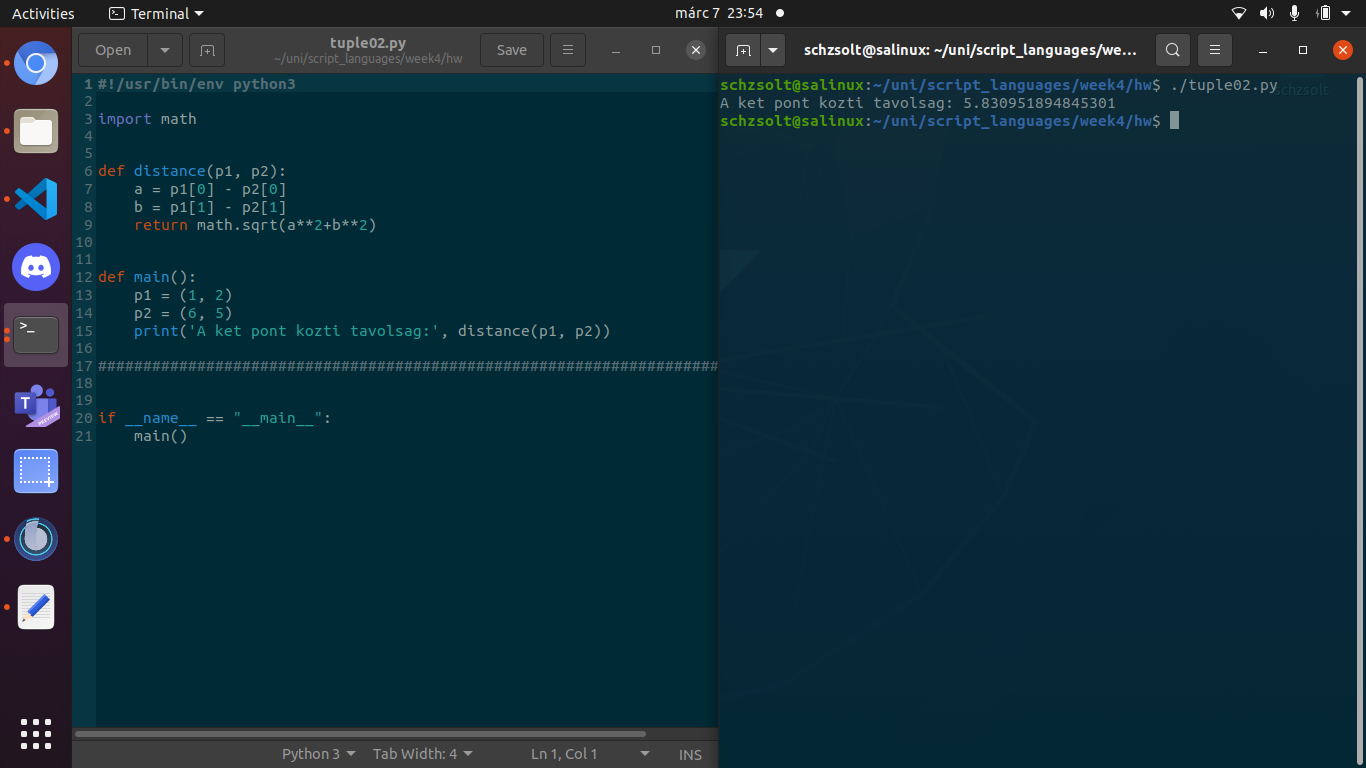 Activities
Terminal
márc 7 23:54
Open
tuple02.py
~/uni/script_languages/week4/hw
Save
1 #!/usr/bin/env python3
2
3 import math
4
5
6 def distance(p1, p2):
7     a = p1[0] - p2[0]
8     b = p1[1] - p2[1]
9     return math.sqrt(a**2+b**2)
10
11
12 def main():
13     p1 = (1, 2)
14     p2 = (6, 5)
15     print('A ket pont kozti tavolsag:', distance(p1, p2))
16
17 #####################################################################
18
19
20 if __name__ == "__main__":
21     main()
Python 3
Tab Width: 4
Ln 1, Col 1
INS
schzsolt@salinux: ~/uni/script_languages/we...
schzsolt@salinux:~/uni/script_languages/week4/hw$ ./tuple02.py
schzsolt
A ket pont kozti tavolsag: 5.830951894845301
schzsolt@salinux:~/uni/script_languages/week4/hw$
>_
T
PREVIEW